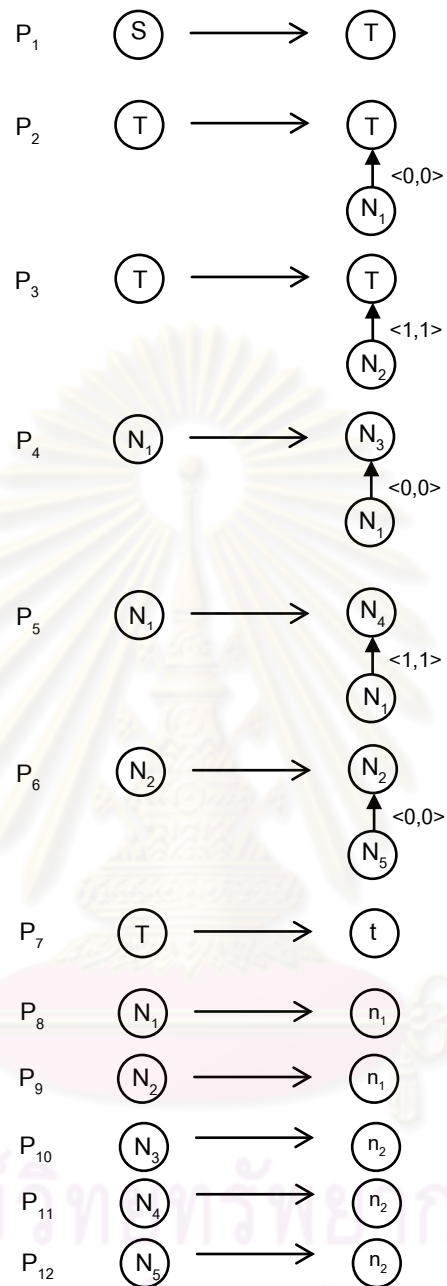 P₁ S T
P₂ T T
<0,0>
N₁
P₃ T T
<1,1>
N₂
P₄ N₁ N₃
<0,0>
N₁
P₅ N₁ N₄
<1,1>
N₁
P₆ N₂ N₂
<0,0>
N₅
P₇ T t
P₈ N₁ n₁
P₉ N₂ n₁
P₁₀ N₃ n₂
P₁₁ N₄ n₂
P₁₂ N₅ n₂